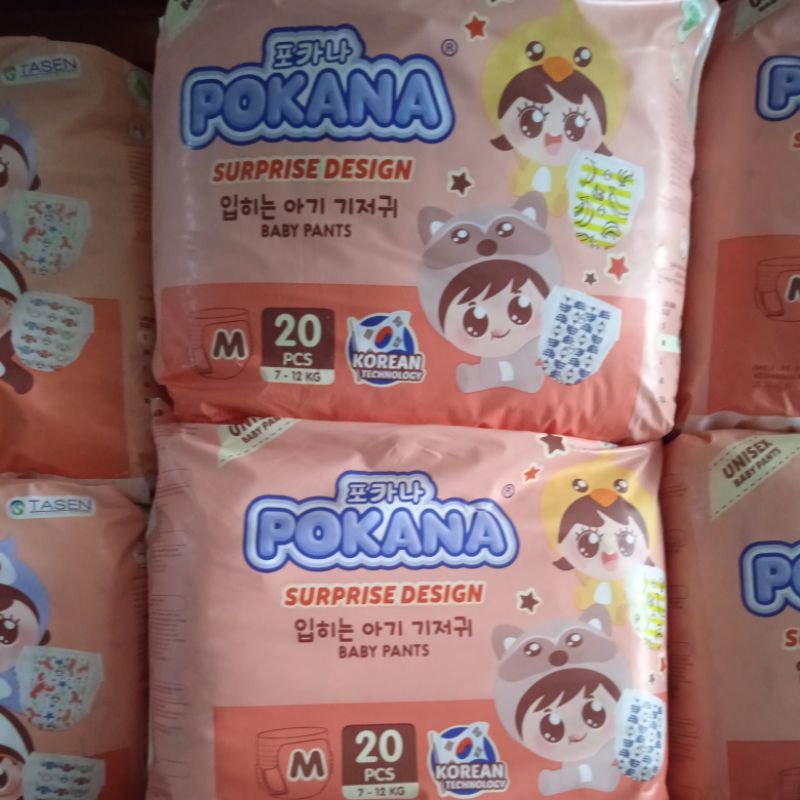 TASEN
포카나
®
POKANA
SURPRISE DESIGN
입히는 아기 기저귀
BABY PANTS
M
20
PCS
7 - 12 KG
KOREAN
TECHNOLOGY
M
TASEN
BABY PANTS
포카나
®
POKANA
SURPRISE DESIGN
입히는 아기 기저귀
BABY PANTS
M
20
PCS
7 - 12 KG
KOREAN
TECHNOLOGY
UNISEX
BABY PANTS